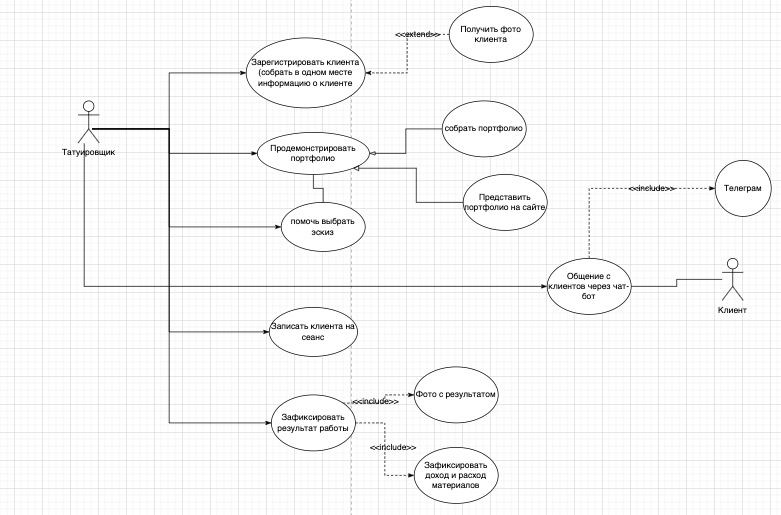 Получить фото
клиента
<<extend>>
Зарегистрировать клиента
(собрать в одном месте
информацию о клиенте
Татуировщик
собрать портфолио
Продемонстрировать
портфолио
Телеграм
<<include>>
Представить
портфолио на сайте
помочь выбрать
эскиз
Общение с
клиентов через чат-
бот
Клиент
Записать клиента на
сеанс
Фото с результатом
<<include>>
Зафиксировать
результат работы
<<include>>
Зафиксировать
доход и расход
материалов